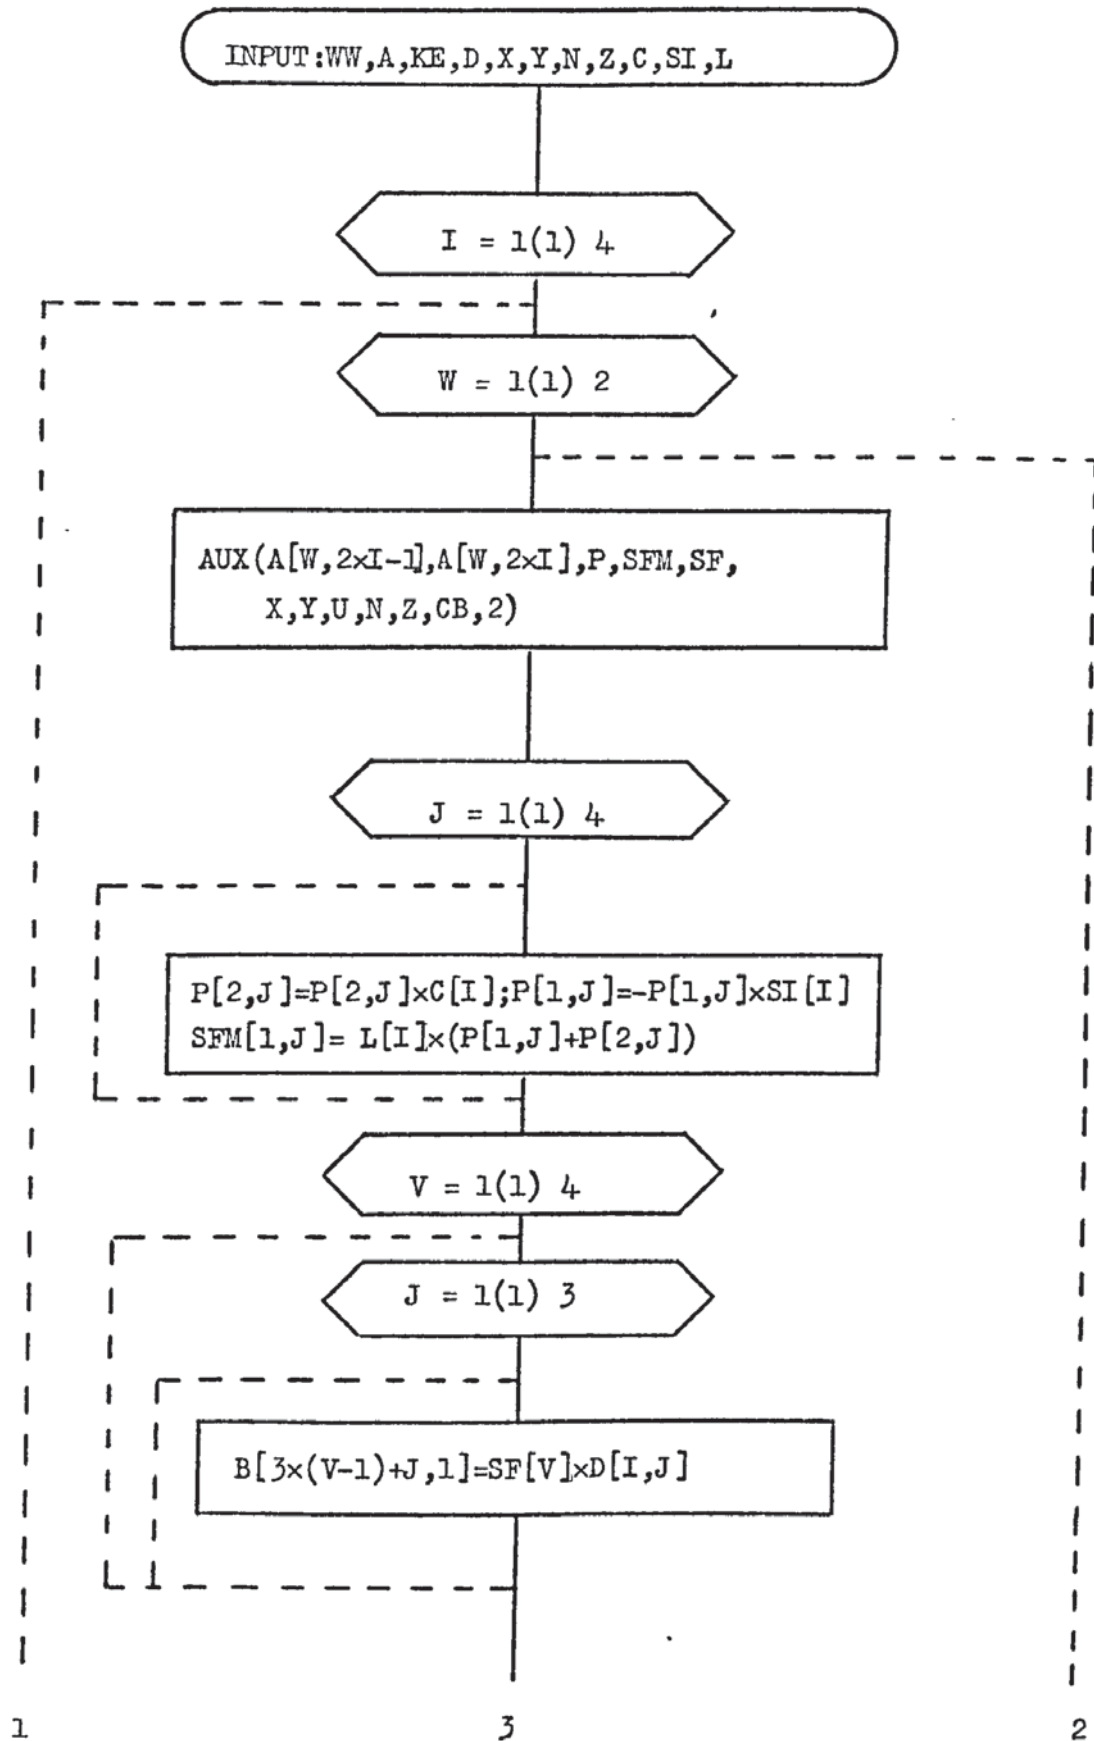 INPUT:WW,A,KE,D,X,Y,N,Z,C,SI,L
I = 1(1) 4
W = 1(1) 2
AUX(A[W,2×I-1],A[W,2×I],P,SFM,SF,
X,Y,U,N,Z,CB,2)
J = 1(1) 4
P[2,J]=P[2,J]×C[I];P[1,J]=-P[1,J]×SI[I]
SFM[1,J]= L[I]×(P[1,J]+P[2,J])
V = 1(1) 4
J = 1(1) 3
B[3×(V-1)+J,1]=SF[V]×D[I,J]
1 3 2